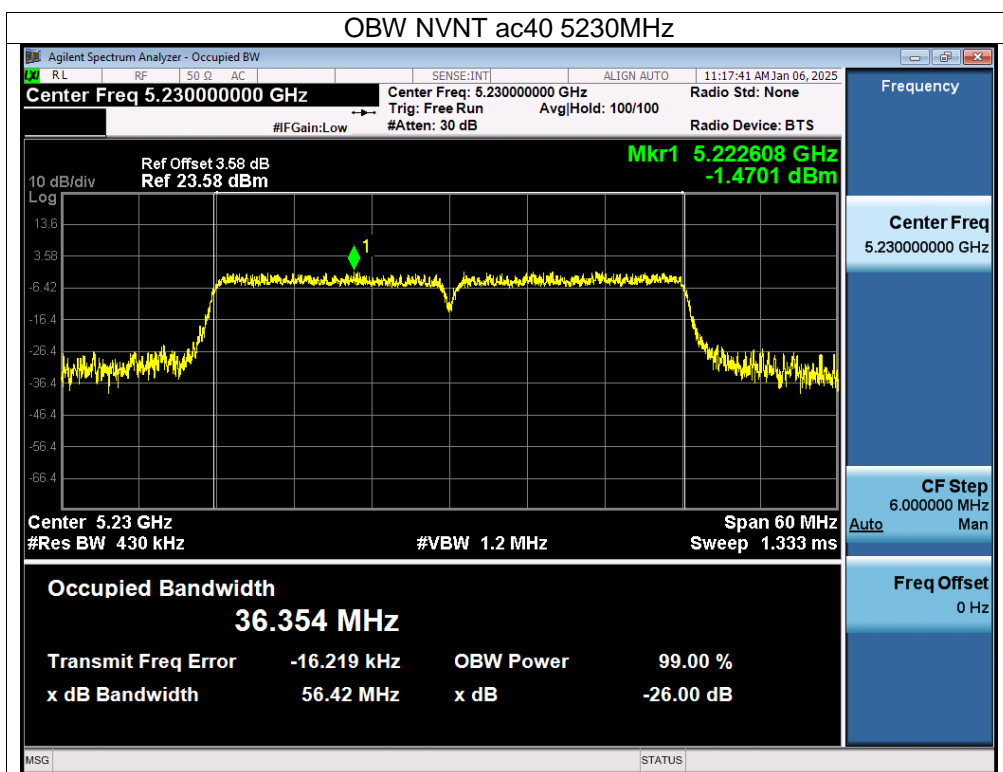 OBW NVNT ac40 5230MHz
Agilent Spectrum Analyzer - Occupied BW
LXI RL RF 50 Ω AC SENSE:INT ALIGN AUTO 11:17:41 AM Jan 06, 2025
Center Freq 5.230000000 GHz
Center Freq: 5.230000000 GHz
Radio Std: None
Trig: Free Run Avg|Hold: 100/100
#IFGain:Low
#Atten: 30 dB
Radio Device: BTS
Frequency
Mkr1 5.222608 GHz
-1.4701 dBm
Ref Offset 3.58 dB
10 dB/div Ref 23.58 dBm
Log
13.6
3.58
-6.42
-16.4
-26.4
-36.4
-46.4
-56.4
-66.4
1
Center 5.23 GHz
Span 60 MHz
#Res BW 430 kHz
#VBW 1.2 MHz
Sweep 1.333 ms
Center Freq
5.230000000 GHz
CF Step
6.000000 MHz
Auto Man
Freq Offset
0 Hz
Occupied Bandwidth
36.354 MHz
Transmit Freq Error -16.219 kHz OBW Power 99.00 %
x dB Bandwidth 56.42 MHz x dB -26.00 dB
MSG STATUS